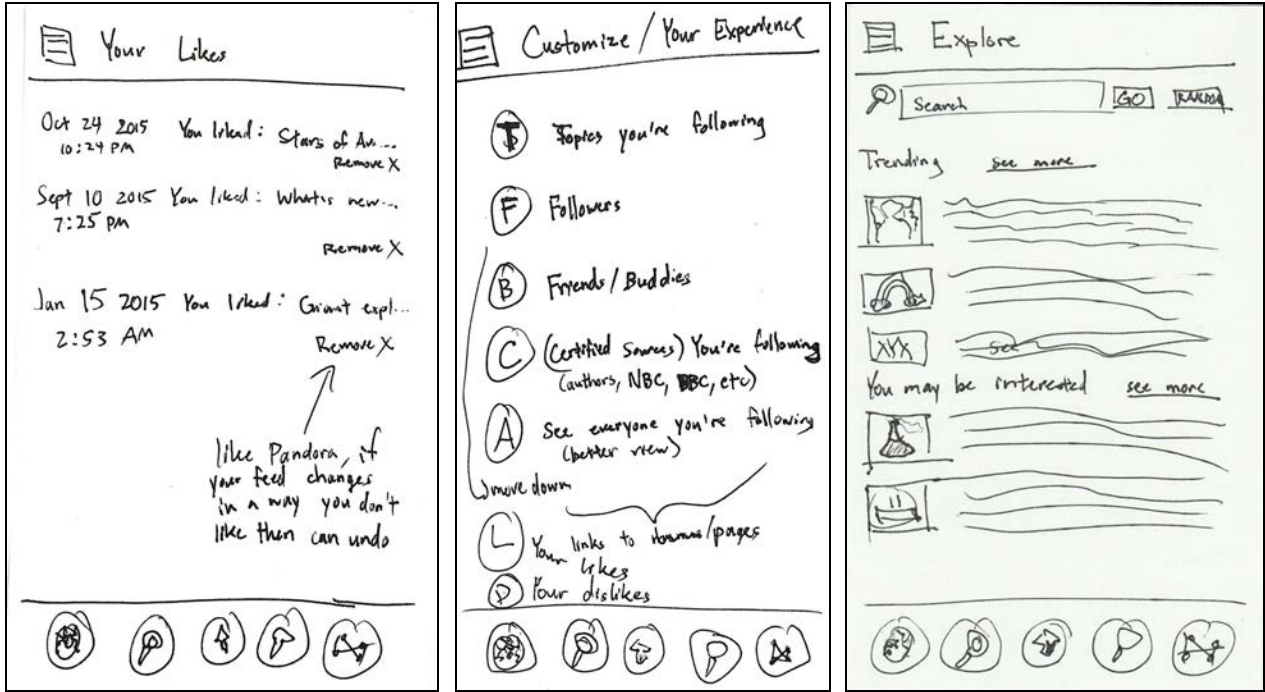 Your Likes
Oct 24 2015 You liked: Stars of An...
10:24 PM
Remove X
Sept 10 2015 You liked: What's new...
7:25 PM
Remove X
Jan 15 2015 You liked: Giant expl...
2:53 AM
Remove X
like Pandora, if
your feed changes
in a way you don't
like then can undo
Customize / Your Experience
T Topics you're following
F Followers
B Friends / Buddies
C (Certified Sources) You're following
(authors, NBC, BBC, etc)
A See everyone you're following
(better view)
move down
L Your links to /pages
likes
D Your dislikes
Explore
Search GO RANDOM
Trending see more
XYX See
You may be interested see more